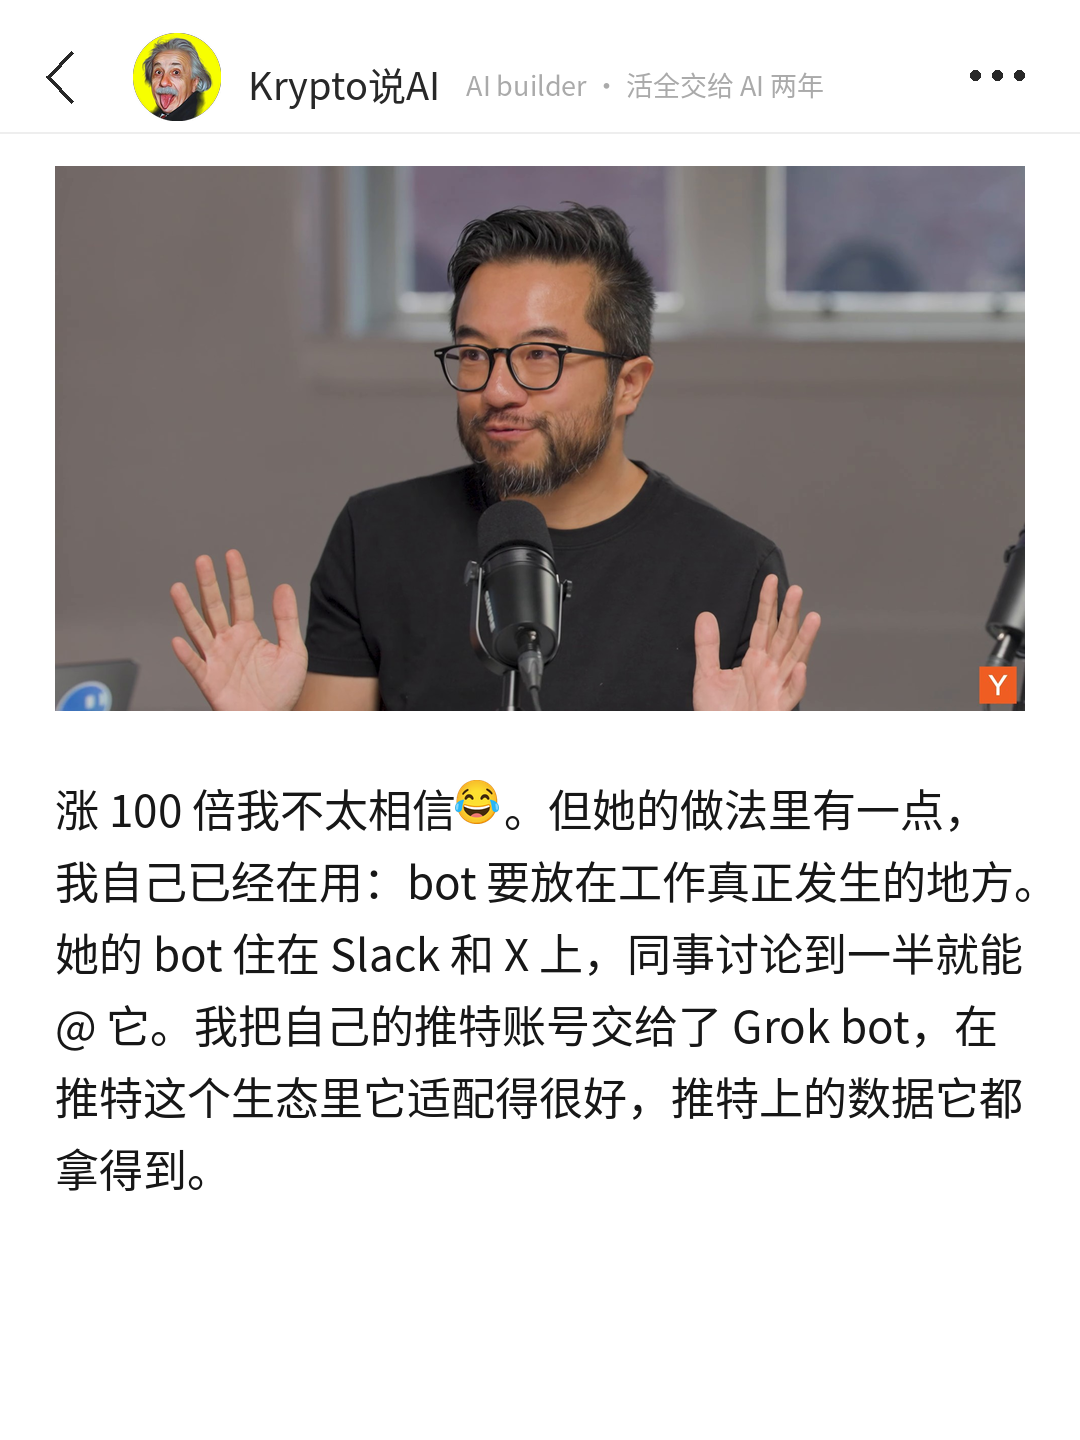 Krypto说AI AI builder · 活全交给 AI 两年
Y
涨 100 倍我不太相信😂。但她的做法里有一点，
我自己已经在用：bot 要放在工作真正发生的地方。
她的 bot 住在 Slack 和 X 上，同事讨论到一半就能
@ 它。我把自己的推特账号交给了 Grok bot，在
推特这个生态里它适配得很好，推特上的数据它都
拿得到。